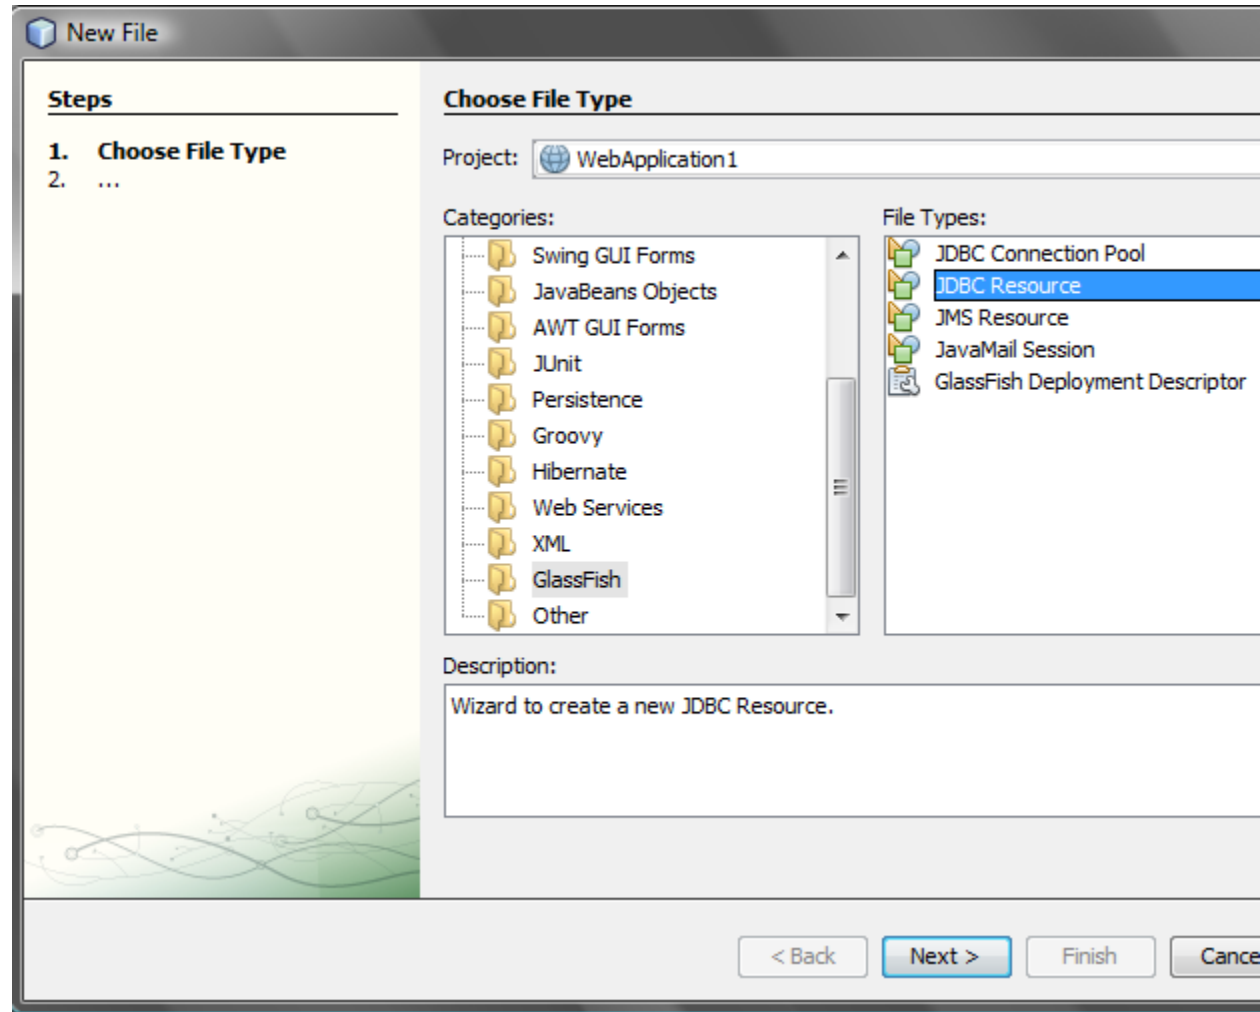 New File
Steps
1. Choose File Type
2. ...
Choose File Type
Project: WebApplication1
Categories:
Swing GUI Forms
JavaBeans Objects
AWT GUI Forms
JUnit
Persistence
Groovy
Hibernate
Web Services
XML
GlassFish
Other
File Types:
JDBC Connection Pool
JDBC Resource
JMS Resource
JavaMail Session
GlassFish Deployment Descriptor
Description:
Wizard to create a new JDBC Resource.
< Back Next > Finish Cance